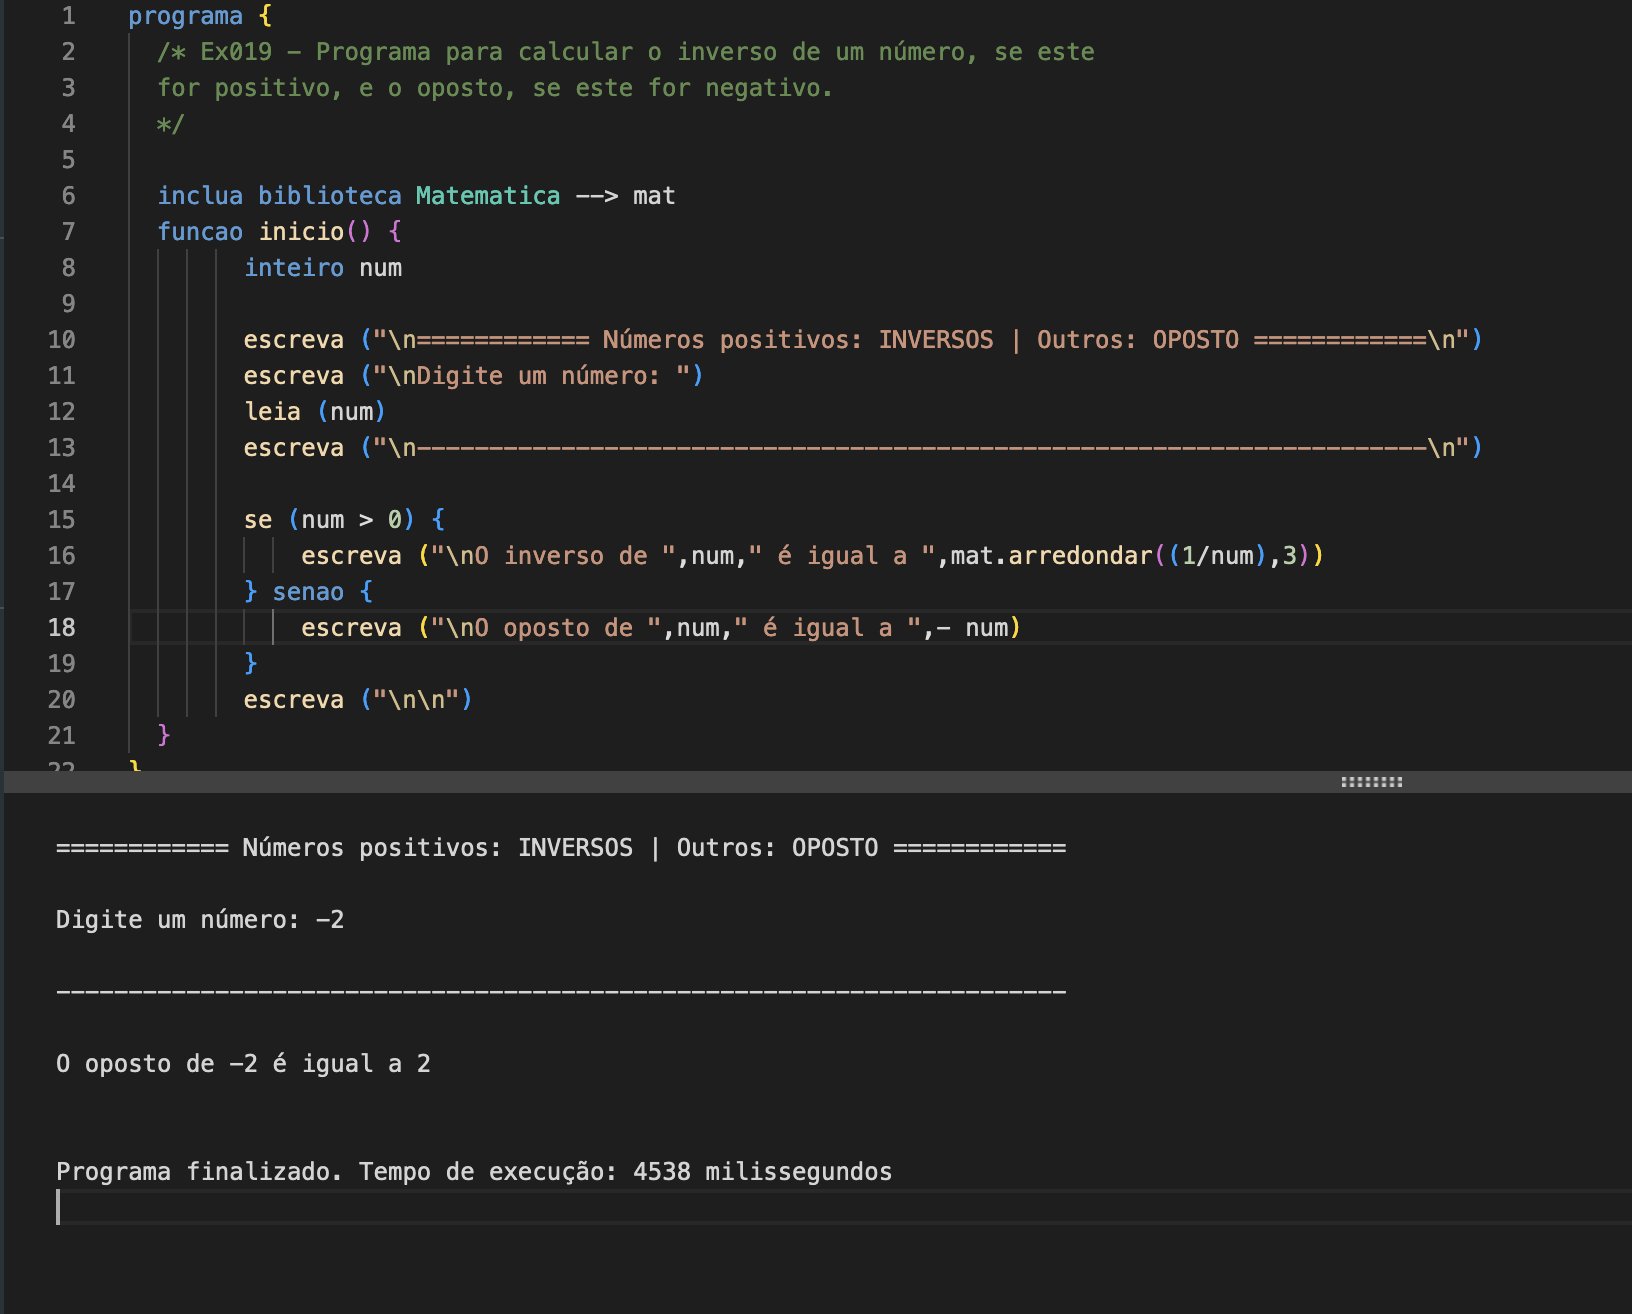 1 programa {
2 /* Ex019 - Programa para calcular o inverso de um número, se este
3 for positivo, e o oposto, se este for negativo.
4 */
5
6 inclua biblioteca Matematica --> mat
7 funcao inicio() {
8 inteiro num
9
10 escreva ("\n============ Números positivos: INVERSOS | Outros: OPOSTO ============\n")
11 escreva ("\nDigite um número: ")
12 leia (num)
13 escreva ("\n----------------------------------------------------------------------\n")
14
15 se (num > 0) {
16 escreva ("\nO inverso de ",num," é igual a ",mat.arredondar((1/num),3))
17 } senao {
18 escreva ("\nO oposto de ",num," é igual a ",- num)
19 }
20 escreva ("\n\n")
21 }
22 }
============ Números positivos: INVERSOS | Outros: OPOSTO ============
Digite um número: -2
----------------------------------------------------------------------
O oposto de -2 é igual a 2
Programa finalizado. Tempo de execução: 4538 milissegundos